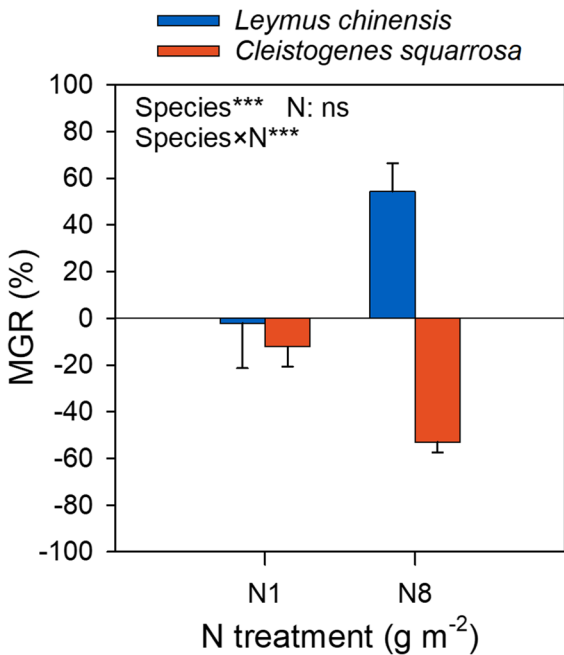 Leymus chinensis
Cleistogenes squarrosa
Species*** N: ns
Species×N***
100
80
60
40
20
0
-20
-40
-60
-80
-100
MGR (%)
N1 N8
N treatment (g m⁻²)